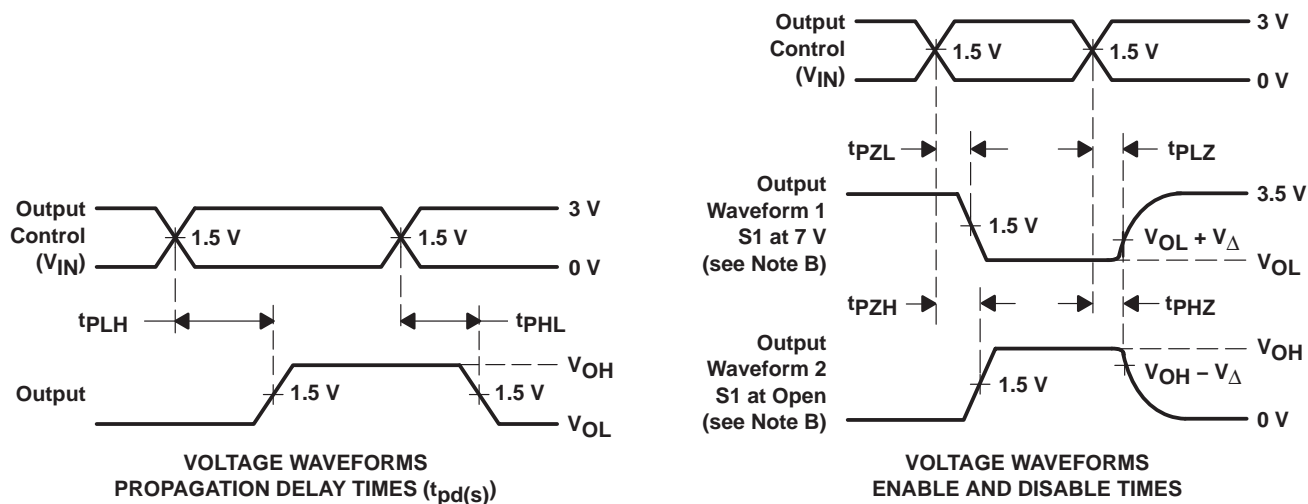 Output
Control
(VIN)
3 V
1.5 V
1.5 V
0 V
tPLH
tPHL
Output
VOH
1.5 V
1.5 V
VOL
VOLTAGE WAVEFORMS
PROPAGATION DELAY TIMES (tpd(s))
Output
Control
(VIN)
3 V
1.5 V
1.5 V
0 V
tPZL
tPLZ
Output
Waveform 1
S1 at 7 V
(see Note B)
3.5 V
1.5 V
VOL + VΔ
VOL
tPZH
tPHZ
Output
Waveform 2
S1 at Open
(see Note B)
VOH
1.5 V
VOH − VΔ
0 V
VOLTAGE WAVEFORMS
ENABLE AND DISABLE TIMES